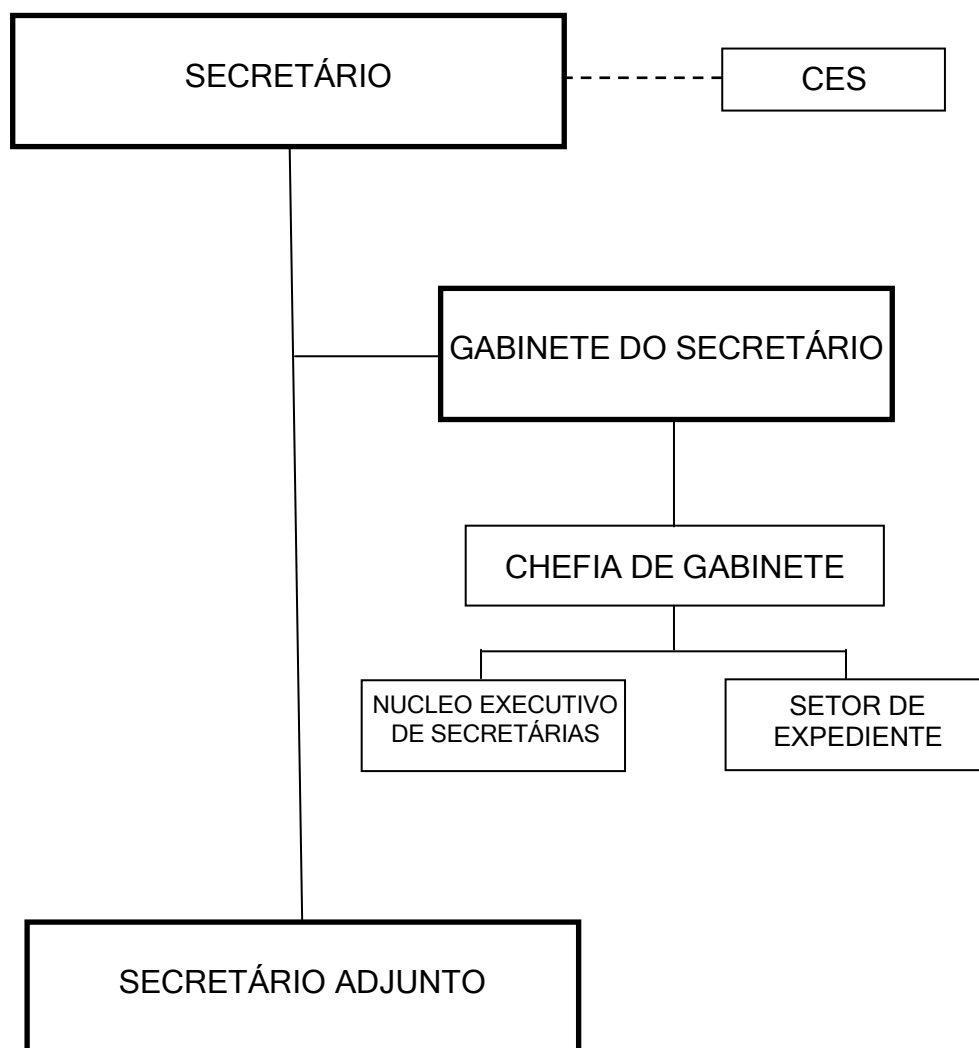 SECRETÁRIO
CES
GABINETE DO SECRETÁRIO
CHEFIA DE GABINETE
NUCLEO EXECUTIVO
DE SECRETÁRIAS
SETOR DE
EXPEDIENTE
SECRETÁRIO ADJUNTO